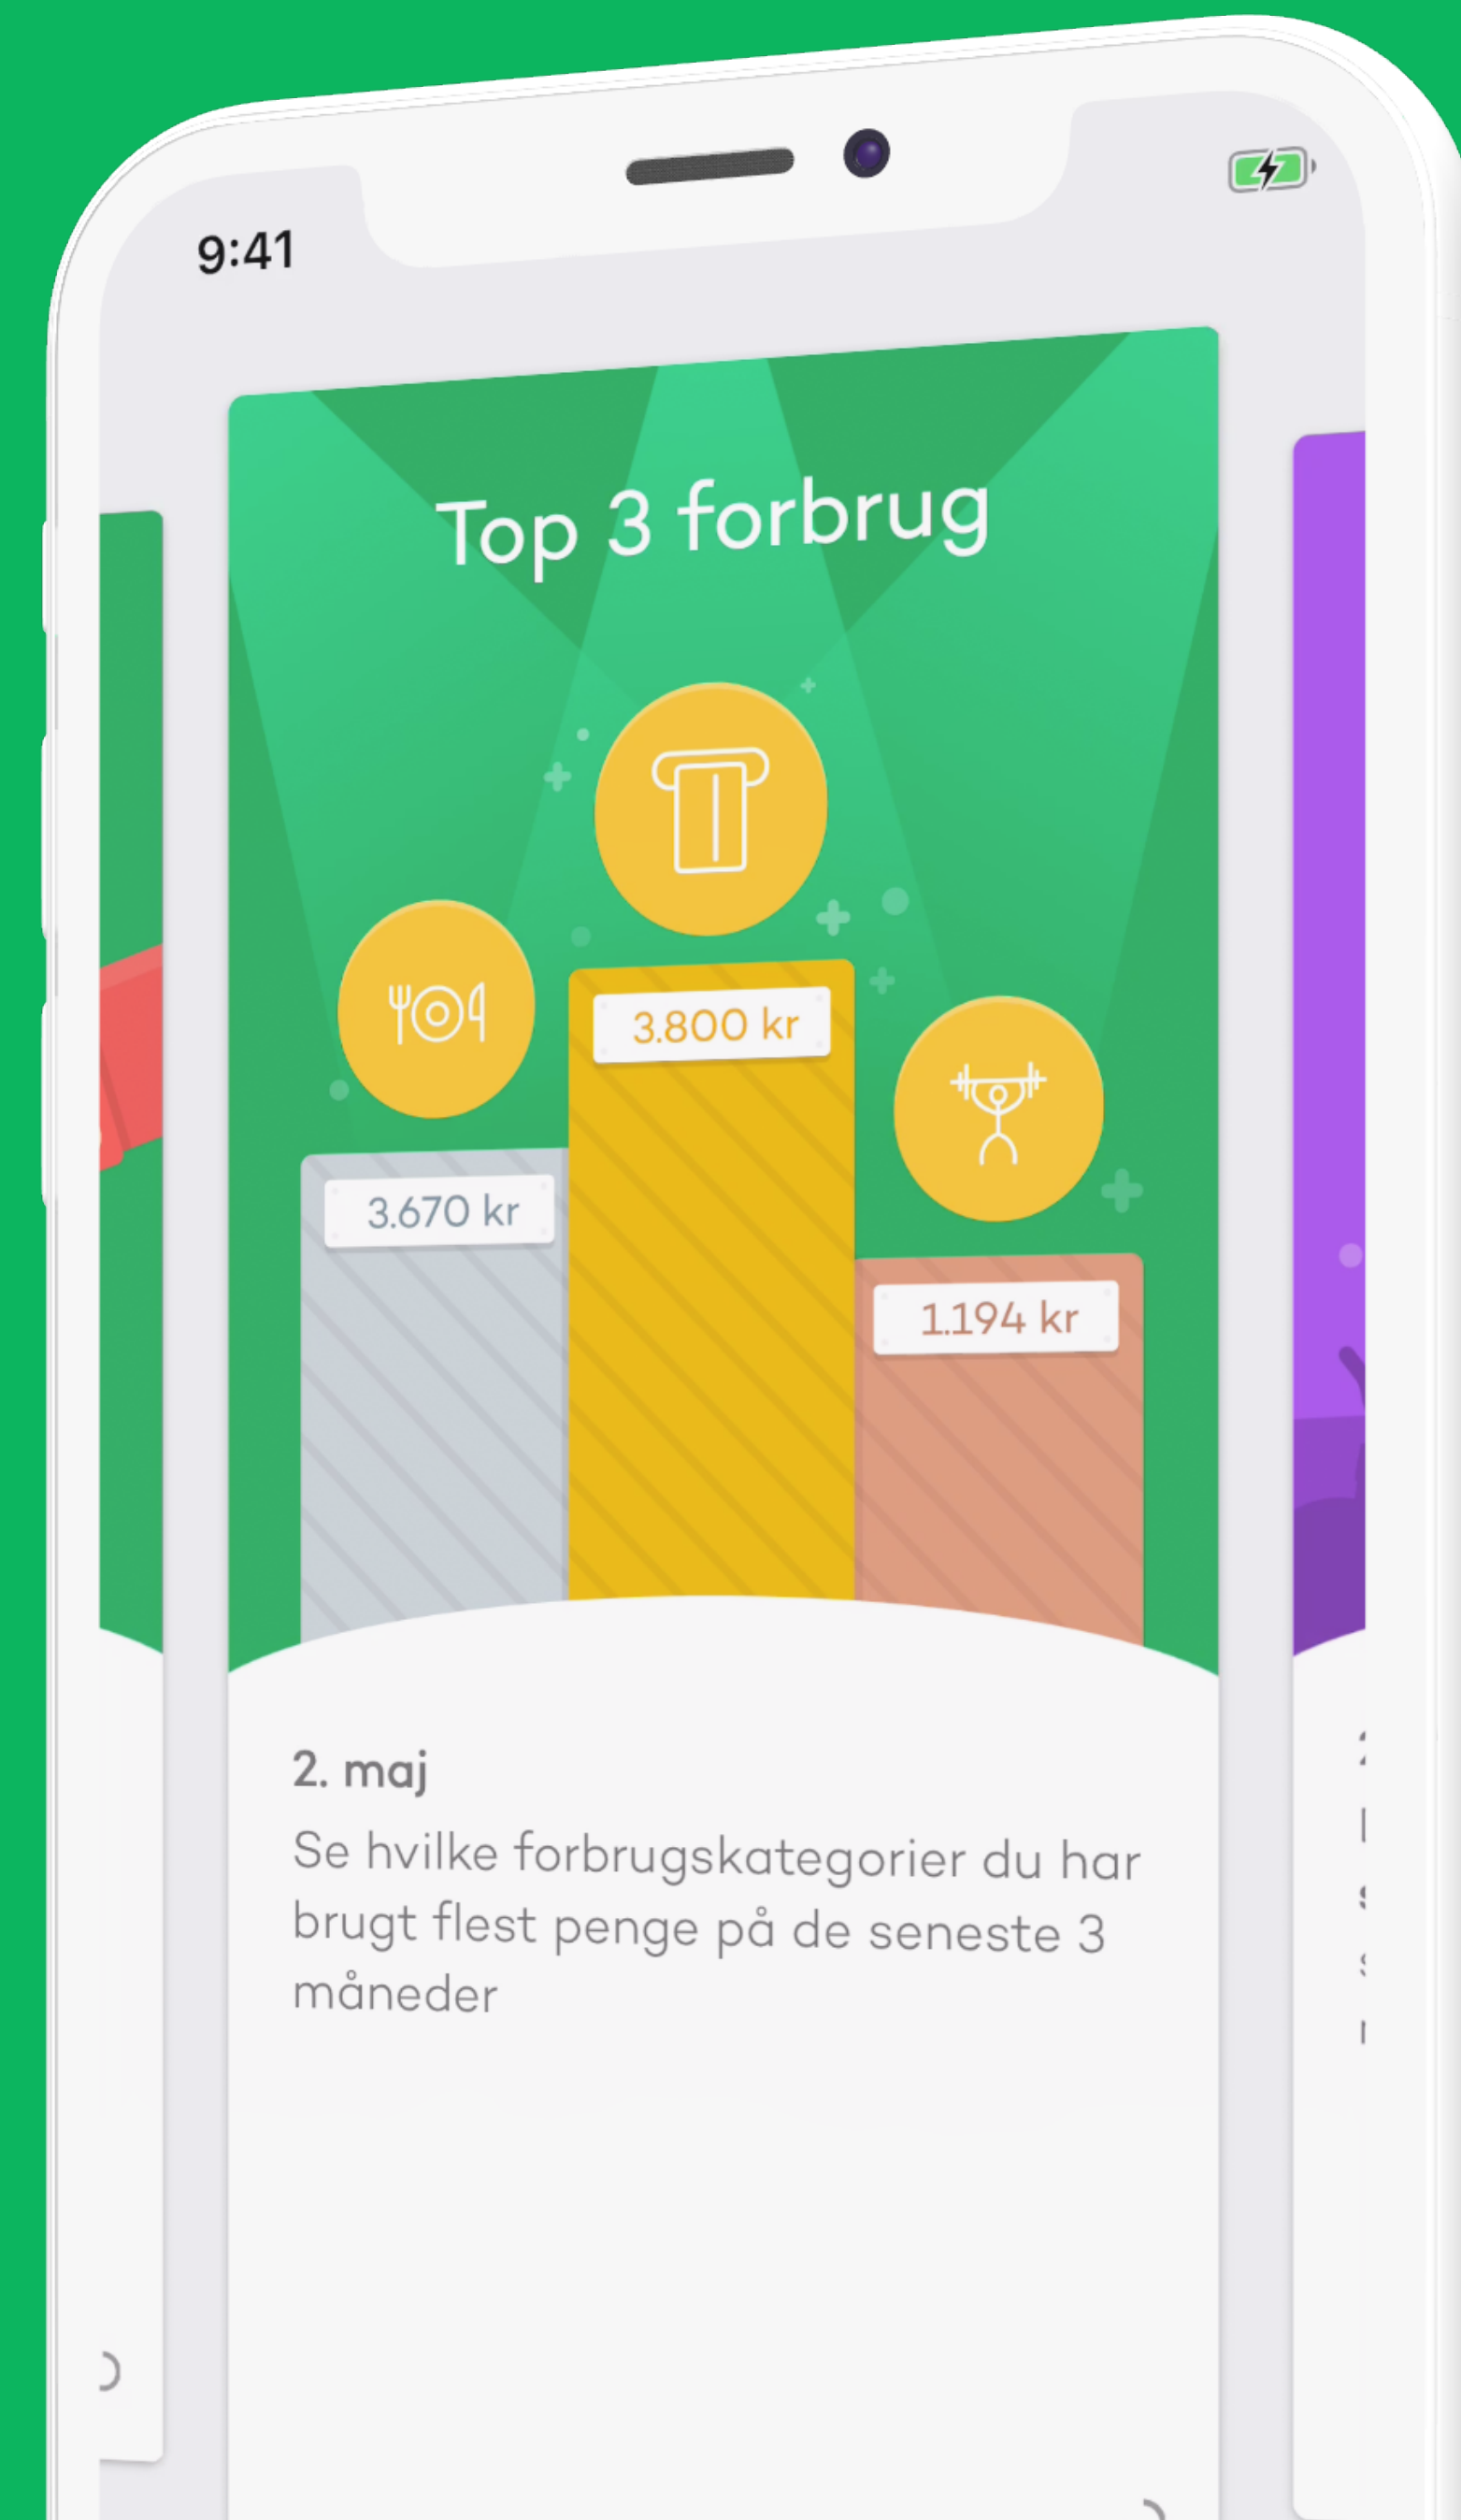 9:41
Top 3 forbrug
3.800 kr
3.670 kr
1.194 kr
2. maj
Se hvilke forbrugskategorier du har
brugt flest penge på de seneste 3
måneder